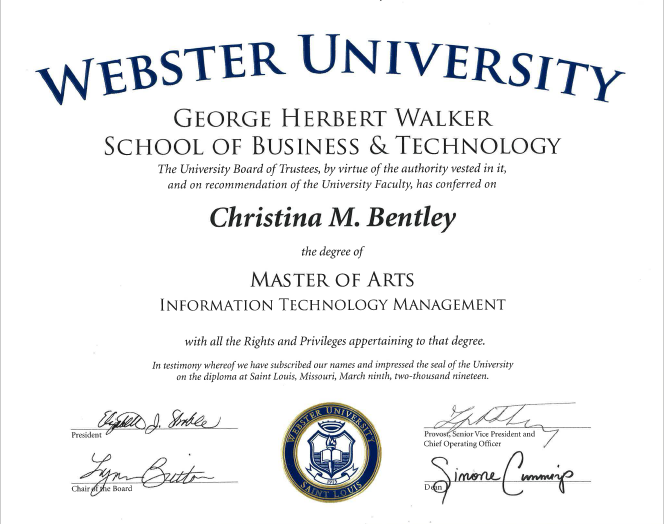 WEBSTER UNIVERSITY
GEORGE HERBERT WALKER
SCHOOL OF BUSINESS & TECHNOLOGY
The University Board of Trustees, by virtue of the authority vested in it,
and on recommendation of the University Faculty, has conferred on
Christina M. Bentley
the degree of
MASTER OF ARTS
INFORMATION TECHNOLOGY MANAGEMENT
with all the Rights and Privileges appertaining to that degree.
In testimony whereof we have subscribed our names and impressed the seal of the University
on the diploma at Saint Louis, Missouri, March ninth, two-thousand nineteen.
Elizabeth J. Stroble
President
Lynn Britton
Chair of the Board
WEBSTER UNIVERSITY
1915
SAINT LOUIS
Provost, Senior Vice President and
Chief Operating Officer
Simone Cummings
Dean